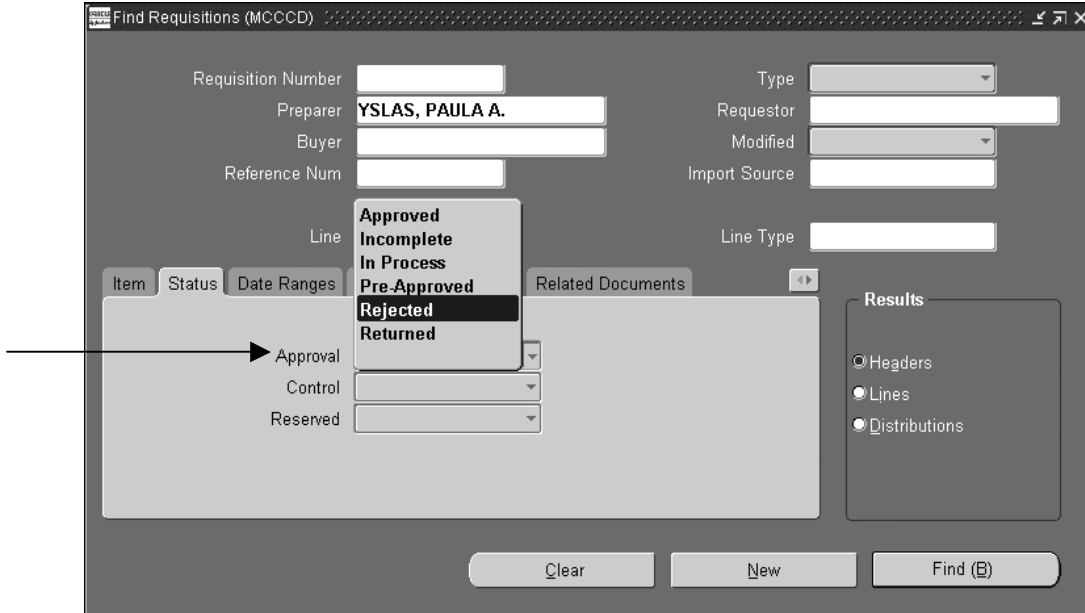 Find Requisitions (MCCCD)
Requisition Number
Type
Preparer YSLAS, PAULA A.
Requestor
Buyer
Modified
Reference Num
Import Source
Line
Line Type
Approved
Incomplete
In Process
Pre-Approved
Rejected
Returned
Item Status Date Ranges Related Documents
Approval
Control
Reserved
Results
Headers
Lines
Distributions
Clear New Find (B)